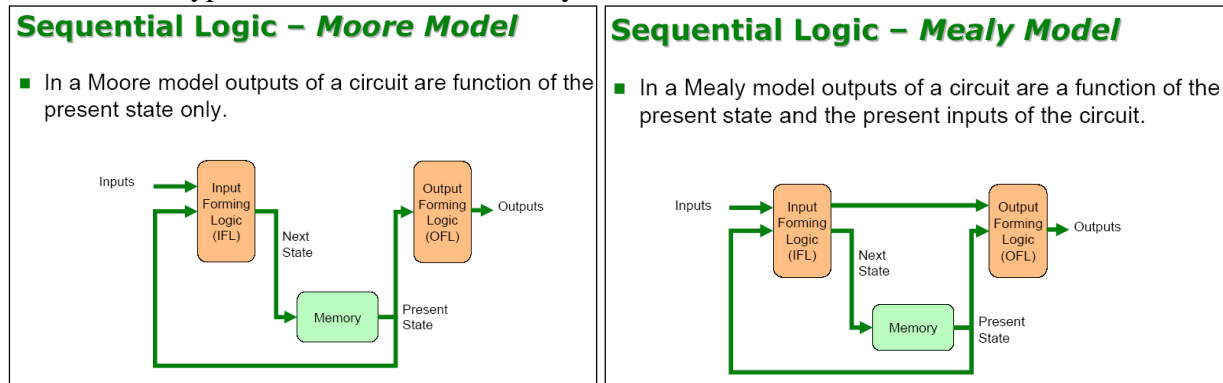 Sequential Logic – Moore Model
In a Moore model outputs of a circuit are function of the
present state only.
Inputs
Input
Forming
Logic
(IFL)
Output
Forming
Logic
(OFL)
Outputs
Next
State
Memory
Present
State
Sequential Logic – Mealy Model
In a Mealy model outputs of a circuit are a function of the
present state and the present inputs of the circuit.
Inputs
Input
Forming
Logic
(IFL)
Output
Forming
Logic
(OFL)
Outputs
Next
State
Memory
Present
State